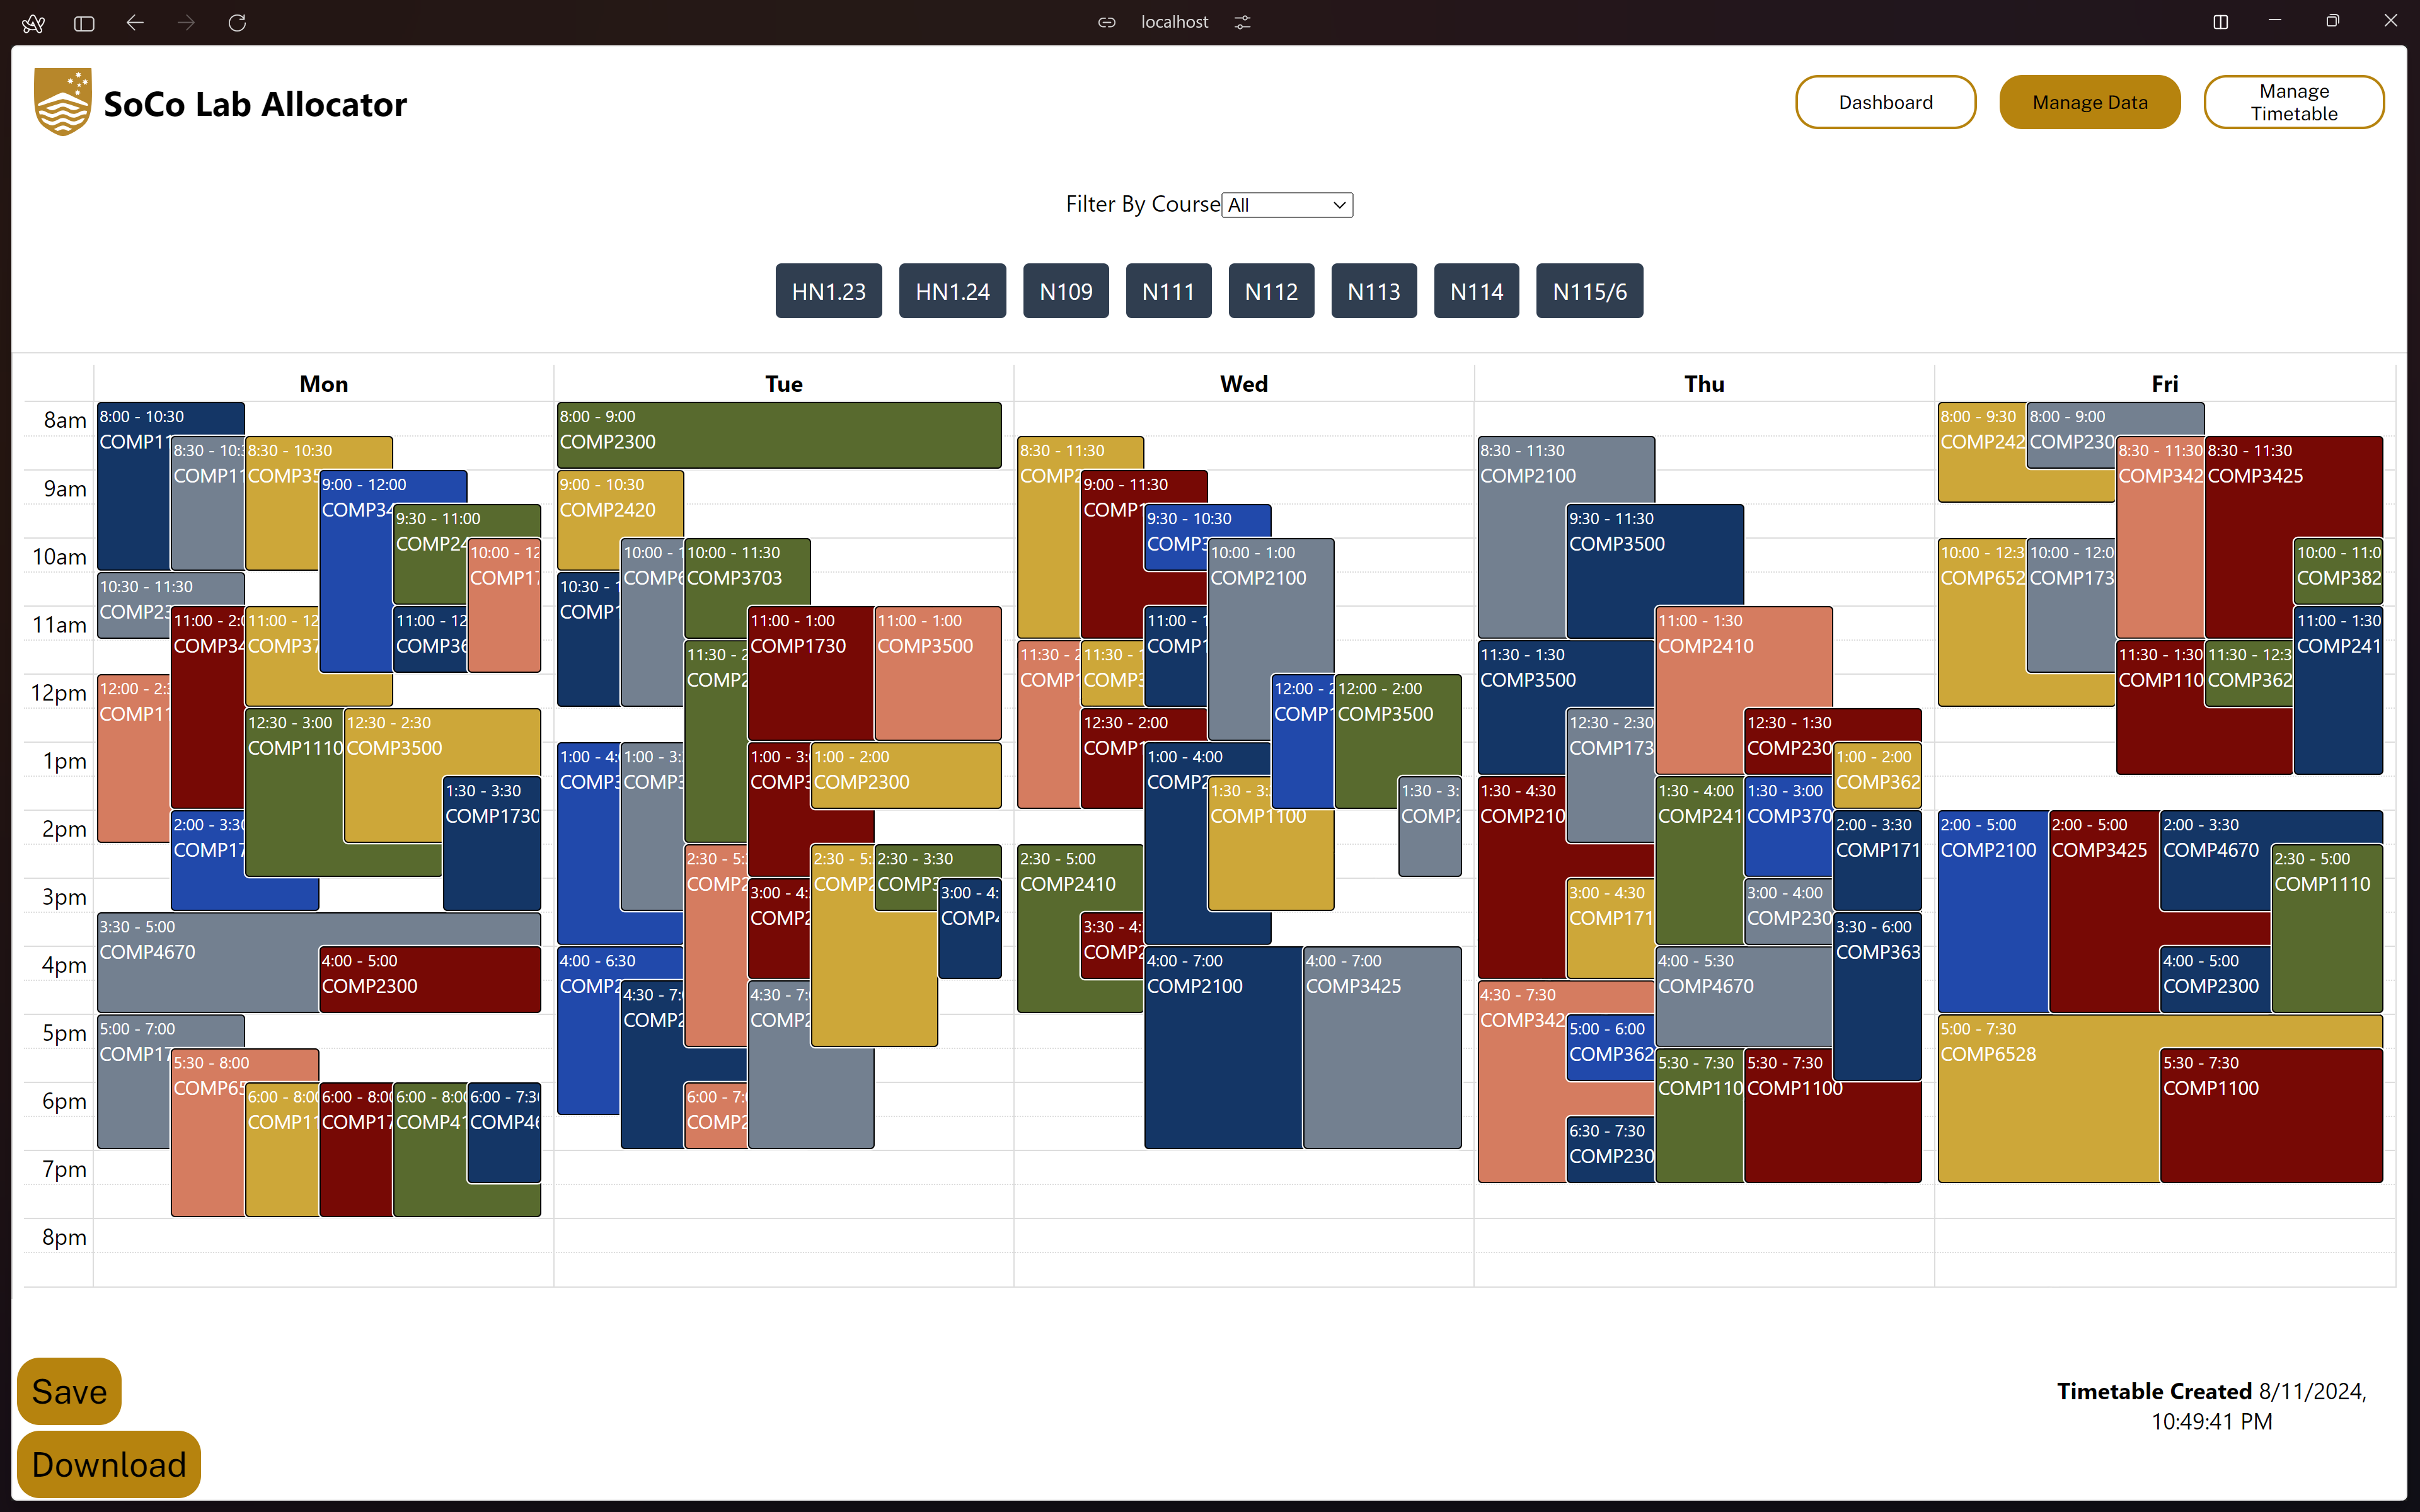 localhost
SoCo Lab Allocator
Dashboard
Manage Data
Manage
Timetable
Filter By Course All
HN1.23
HN1.24
N109
N111
N112
N113
N114
N115/6
Mon
Tue
Wed
Thu
Fri
8am
9am
10am
11am
12pm
1pm
2pm
3pm
4pm
5pm
6pm
7pm
8pm
8:00 - 10:30
COMP11
8:30 - 10:3
COMP11
8:30 - 10:30
COMP35
9:00 - 12:00
COMP34
9:30 - 11:00
COMP24
10:00 - 12
COMP17
10:30 - 11:30
COMP23
11:00 - 2:0
COMP34
11:00 - 12
COMP37
11:00 - 12
COMP36
12:00 - 2:3
COMP11
12:30 - 3:00
COMP1110
12:30 - 2:30
COMP3500
1:30 - 3:30
COMP1730
2:00 - 3:30
COMP17
3:30 - 5:00
COMP4670
4:00 - 5:00
COMP2300
5:00 - 7:00
COMP17
5:30 - 8:00
COMP65
6:00 - 8:00
COMP11
6:00 - 8:00
COMP17
6:00 - 8:00
COMP41
6:00 - 7:30
COMP46
8:00 - 9:00
COMP2300
9:00 - 10:30
COMP2420
10:00 - 1
COMP6
10:00 - 11:30
COMP3703
10:30 - 1
COMP1
11:00 - 1:00
COMP1730
11:00 - 1:00
COMP3500
11:30 - 2
COMP2
1:00 - 4:
COMP3
1:00 - 3:
COMP3
1:00 - 3:
COMP3
1:00 - 2:00
COMP2300
2:30 - 5:
COMP2
2:30 - 5:
COMP2
2:30 - 3:30
COMP3
3:00 - 4:
COMP2
3:00 - 4:
COMP4
4:00 - 6:30
COMP2
4:30 - 7:
COMP2
4:30 - 7:
COMP2
6:00 - 7:
COMP2
8:30 - 11:30
COMP2
9:00 - 11:30
COMP1
9:30 - 10:30
COMP3
10:00 - 1:00
COMP2100
11:00 - 1
COMP1
11:30 - 2
COMP1
11:30 - 1
COMP3
12:00 - 2
COMP1
12:00 - 2:00
COMP3500
12:30 - 2:00
COMP1
1:00 - 4:00
COMP2
1:30 - 3:
COMP1100
1:30 - 3:
COMP2
2:30 - 5:00
COMP2410
3:30 - 4:
COMP2
4:00 - 7:00
COMP2100
4:00 - 7:00
COMP3425
8:30 - 11:30
COMP2100
9:30 - 11:30
COMP3500
11:00 - 1:30
COMP2410
11:30 - 1:30
COMP3500
12:30 - 2:30
COMP173
12:30 - 1:30
COMP230
1:00 - 2:00
COMP362
1:30 - 4:30
COMP210
1:30 - 4:00
COMP241
1:30 - 3:00
COMP370
2:00 - 3:30
COMP171
3:00 - 4:30
COMP171
3:00 - 4:00
COMP230
3:30 - 6:00
COMP363
4:00 - 5:30
COMP4670
4:30 - 7:30
COMP342
5:00 - 6:00
COMP362
5:30 - 7:30
COMP110
5:30 - 7:30
COMP1100
6:30 - 7:30
COMP230
8:00 - 9:30
COMP242
8:00 - 9:00
COMP230
8:30 - 11:30
COMP342
8:30 - 11:30
COMP3425
10:00 - 12:3
COMP652
10:00 - 12:0
COMP173
10:00 - 11:0
COMP382
11:00 - 1:30
COMP241
11:30 - 1:30
COMP110
11:30 - 12:3
COMP362
2:00 - 5:00
COMP2100
2:00 - 5:00
COMP3425
2:00 - 3:30
COMP4670
2:30 - 5:00
COMP1110
4:00 - 5:00
COMP2300
5:00 - 7:30
COMP6528
5:30 - 7:30
COMP1100
Save
Download
Timetable Created 8/11/2024,
10:49:41 PM